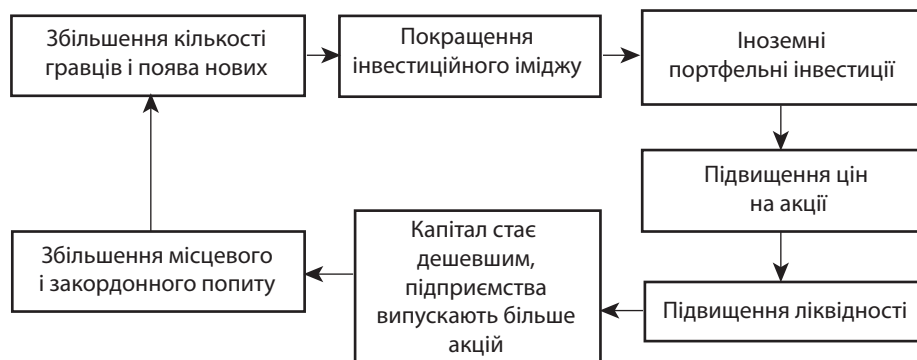 Збільшення кількості
гравців і поява нових
Покращення
інвестиційного іміджу
Іноземні
портфельні інвестиції
Підвищення цін
на акції
Підвищення ліквідності
Капітал стає
дешевшим,
підприємства
випускають більше
акцій
Збільшення місцевого
і закордонного попиту